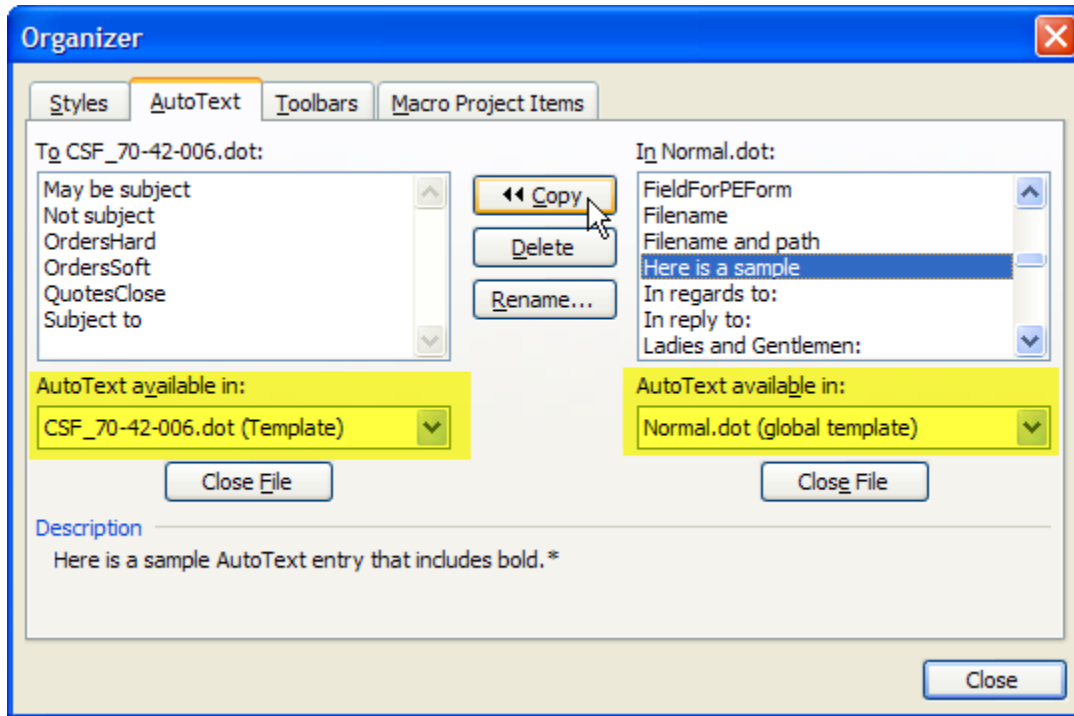 Organizer
Styles AutoText Toolbars Macro Project Items
To CSF_70-42-006.dot:
May be subject
Not subject
OrdersHard
OrdersSoft
QuotesClose
Subject to
Copy
Delete
Rename...
In Normal.dot:
FieldForPEForm
Filename
Filename and path
Here is a sample
In regards to:
In reply to:
Ladies and Gentlemen:
AutoText available in:
CSF_70-42-006.dot (Template)
Close File
AutoText available in:
Normal.dot (global template)
Close File
Description
Here is a sample AutoText entry that includes bold.*
Close